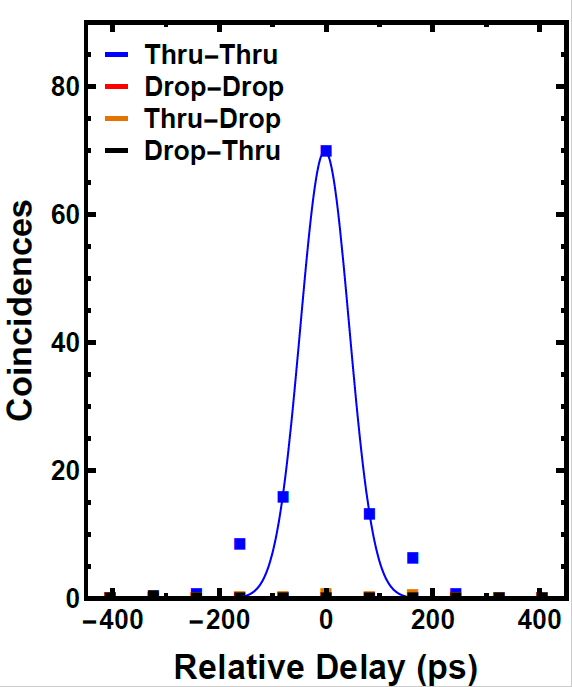 Thru–Thru
Drop–Drop
Thru–Drop
Drop–Thru
80
60
40
20
0
Coincidences
−400 −200 0 200 400
Relative Delay (ps)